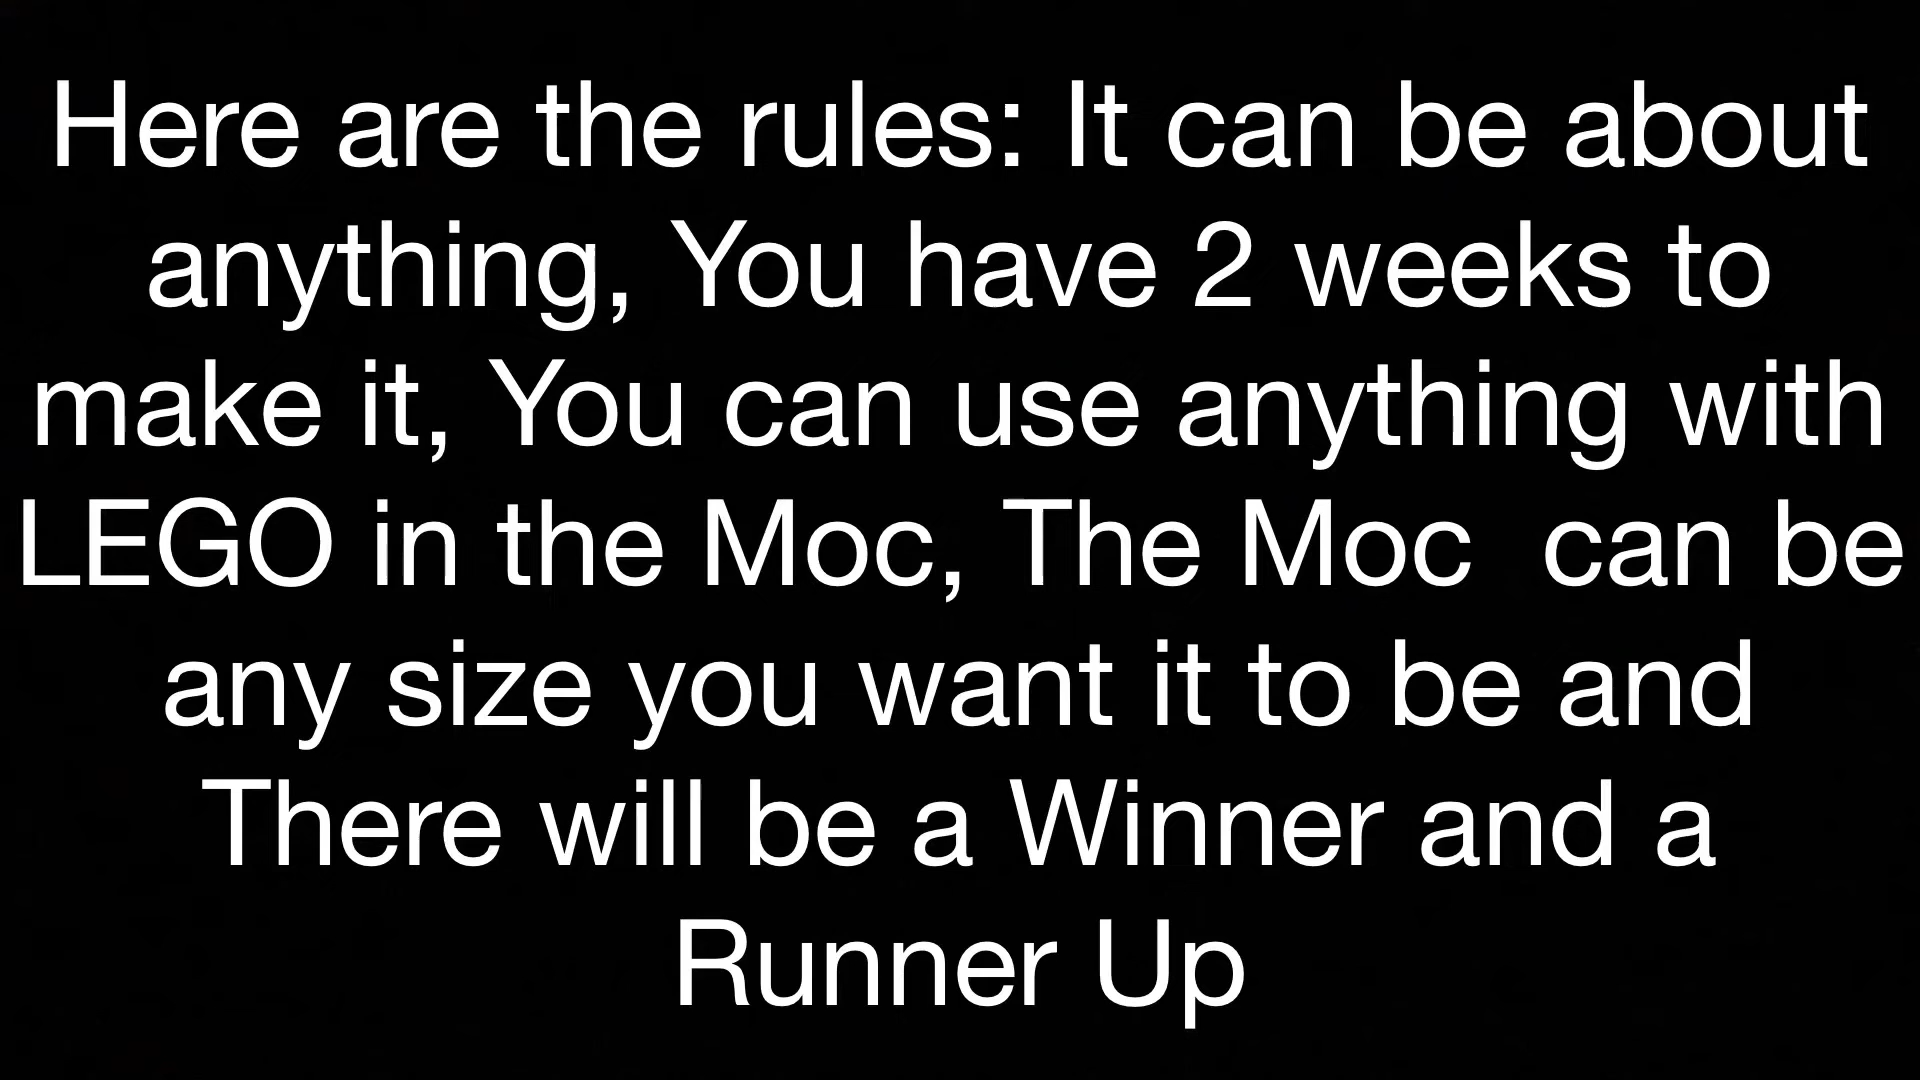 Here are the rules: It can be about
anything, You have 2 weeks to
make it, You can use anything with
LEGO in the Moc, The Moc  can be
any size you want it to be and
There will be a Winner and a
Runner Up